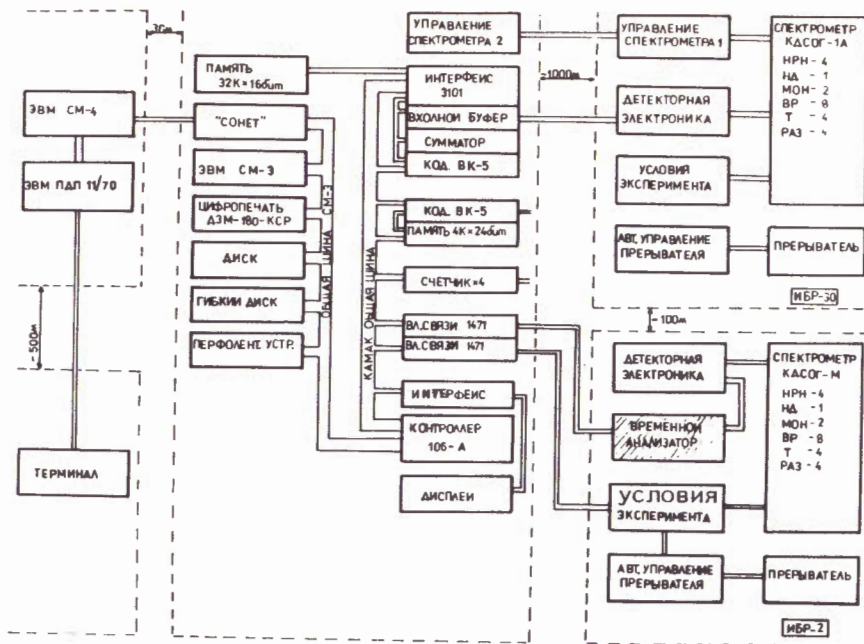 30м
ЭВМ СМ-4
ЭВМ ПДП 11/70
~500м
ТЕРМИНАЛ
ПАМЯТЬ
32К × 16бит
"СОНЕТ"
ЭВМ СМ-3
ЦИФРОПЕЧАТЬ
ДЗМ-180-КСР
ДИСК
ГИБКИЙ ДИСК
ПЕРФОЛЕНТ. УСТР.
ОБЩАЯ ШИНА СМ-3
КАМАК ОБЩАЯ ШИНА
УПРАВЛЕНИЕ
СПЕКТРОМЕТРА 2
ИНТЕРФЕЙС
3101
ВХОЛНОЙ БУФЕР
СУММАТОР
КОД. ВК-5
КОД. ВК-5
ПАМЯТЬ 4К×24бит
СЧЕТЧИК×4
ВЛ.СВЯЗИ 1471
ВЛ.СВЯЗИ 1471
ИНТЕРФЕЙС
КОНТРОЛЛЕР
106-А
ДИСПЛЕИ
~1000м
УПРАВЛЕНИЕ
СПЕКТРОМЕТРА 1
ДЕТЕКТОРНАЯ
ЭЛЕКТРОНИКА
УСЛОВИЯ
ЭКСПЕРИМЕНТА
АВТ. УПРАВЛЕНИЕ
ПРЕРЫВАТЕЛЯ
СПЕКТРОМЕТР
КДСОГ-1А
НРН-4
НД-1
МОН-2
ВР-8
Т-4
РАЗ-4
ПРЕРЫВАТЕЛЬ
ИБР-30
~100м
ДЕТЕКТОРНАЯ
ЭЛЕКТРОНИКА
ВРЕМЕННОЙ
АНАЛИЗАТОР
УСЛОВИЯ
ЭКСПЕРИМЕНТА
АВТ. УПРАВЛЕНИЕ
ПРЕРЫВАТЕЛЯ
СПЕКТРОМЕТР
КДСОГ-М
НРН-4
НД-1
МОН-2
ВР-8
Т-4
РАЗ-4
ПРЕРЫВАТЕЛЬ
ИБР-2